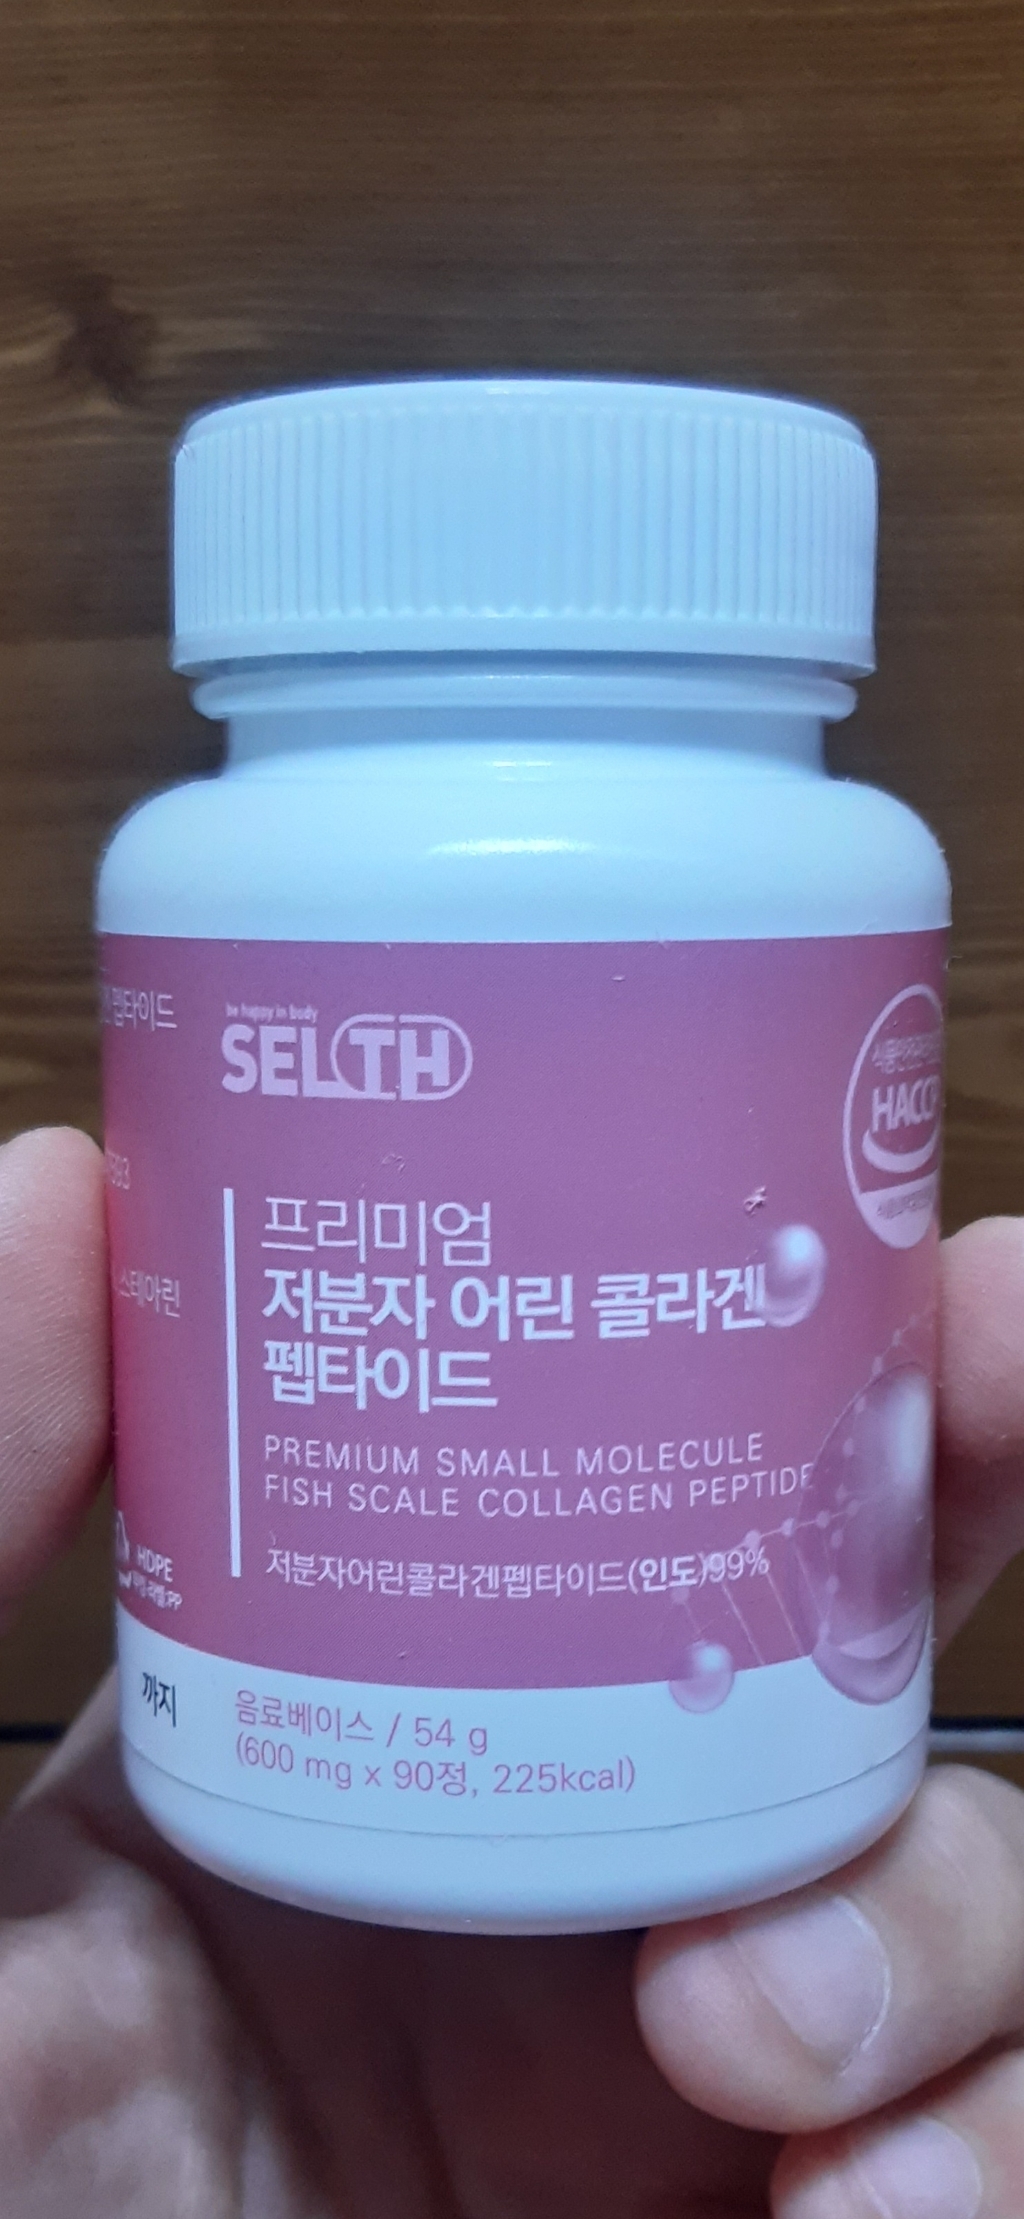 펩타이드
be happy in body
SELTH
HACCP
593
프리미엄
저분자 어린 콜라겐
펩타이드
스테아린
PREMIUM SMALL MOLECULE
FISH SCALE COLLAGEN PEPTIDE
저분자어린콜라겐펩타이드(인도)99%
HDPE
까지
음료베이스 / 54 g
(600 mg x 90정, 225kcal)